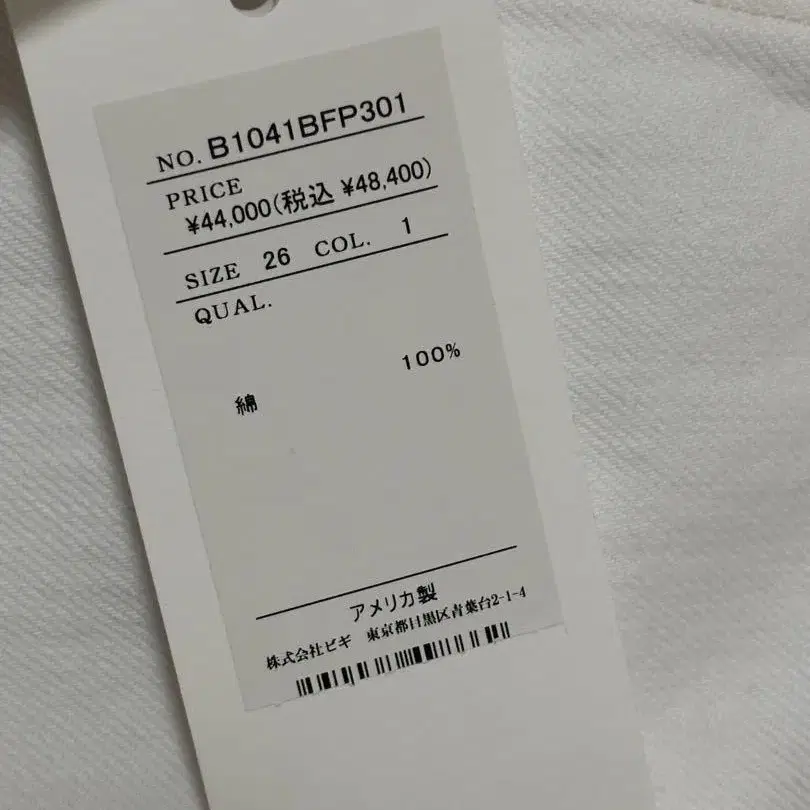 NO. B1041BFP301
PRICE
¥44,000(税込 ¥48,400)
SIZE 26 COL. 1
QUAL.
綿 100%
アメリカ製
株式会社ビギ 東京都目黒区青葉台2-1-4